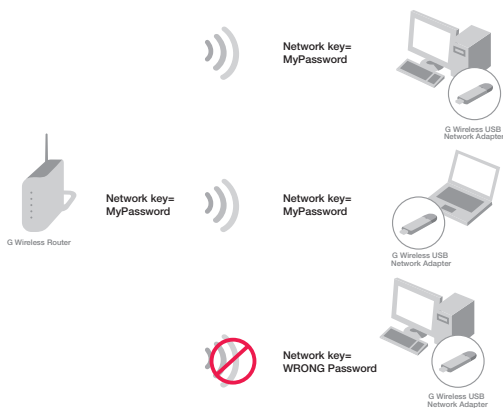 Network key=
MyPassword
G Wireless USB
Network Adapter
G Wireless Router
Network key=
MyPassword
Network key=
MyPassword
G Wireless USB
Network Adapter
Network key=
WRONG Password
G Wireless USB
Network Adapter